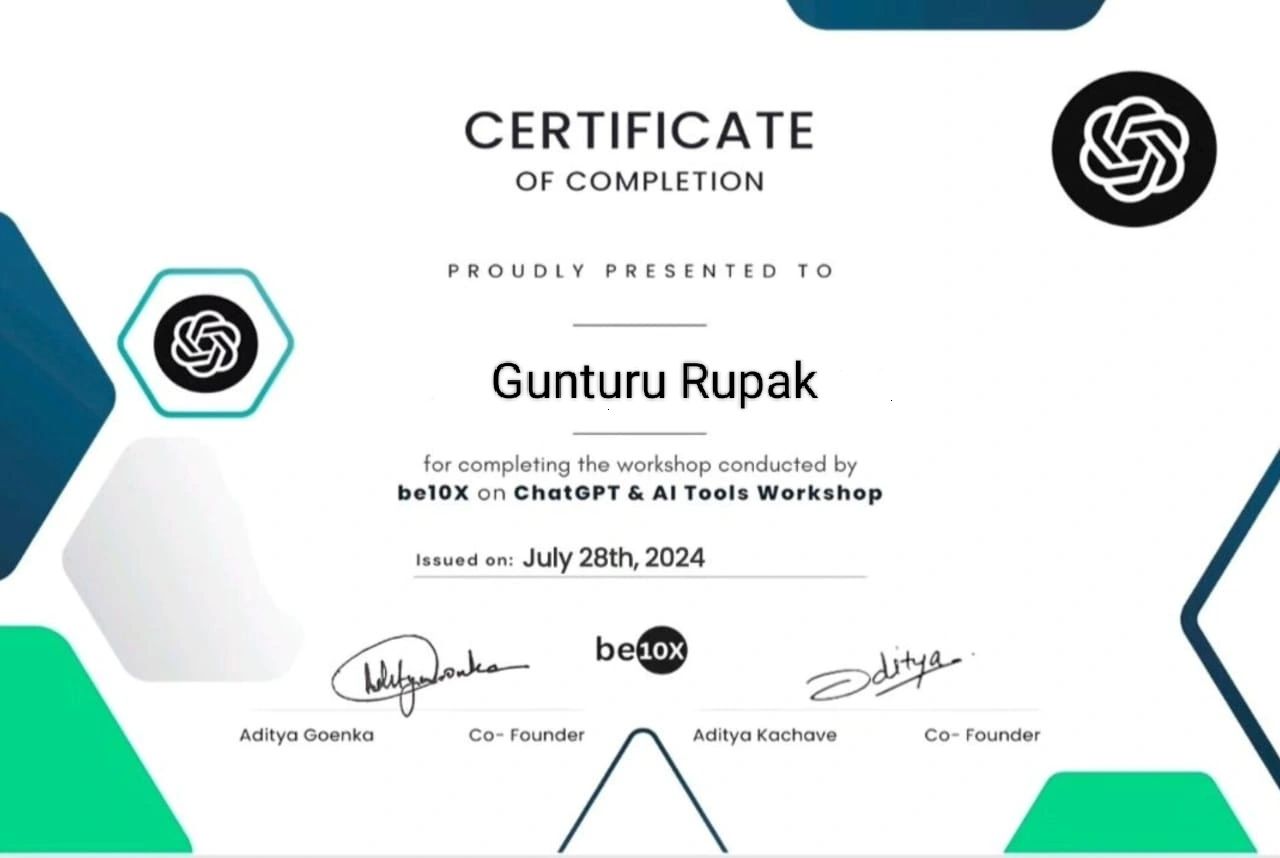 CERTIFICATE
OF COMPLETION
PROUDLY PRESENTED TO
Gunturu Rupak
for completing the workshop conducted by
be10X on ChatGPT & AI Tools Workshop
Issued on: July 28th, 2024
be10X
Aditya
Aditya Goenka Co- Founder Aditya Kachave Co- Founder